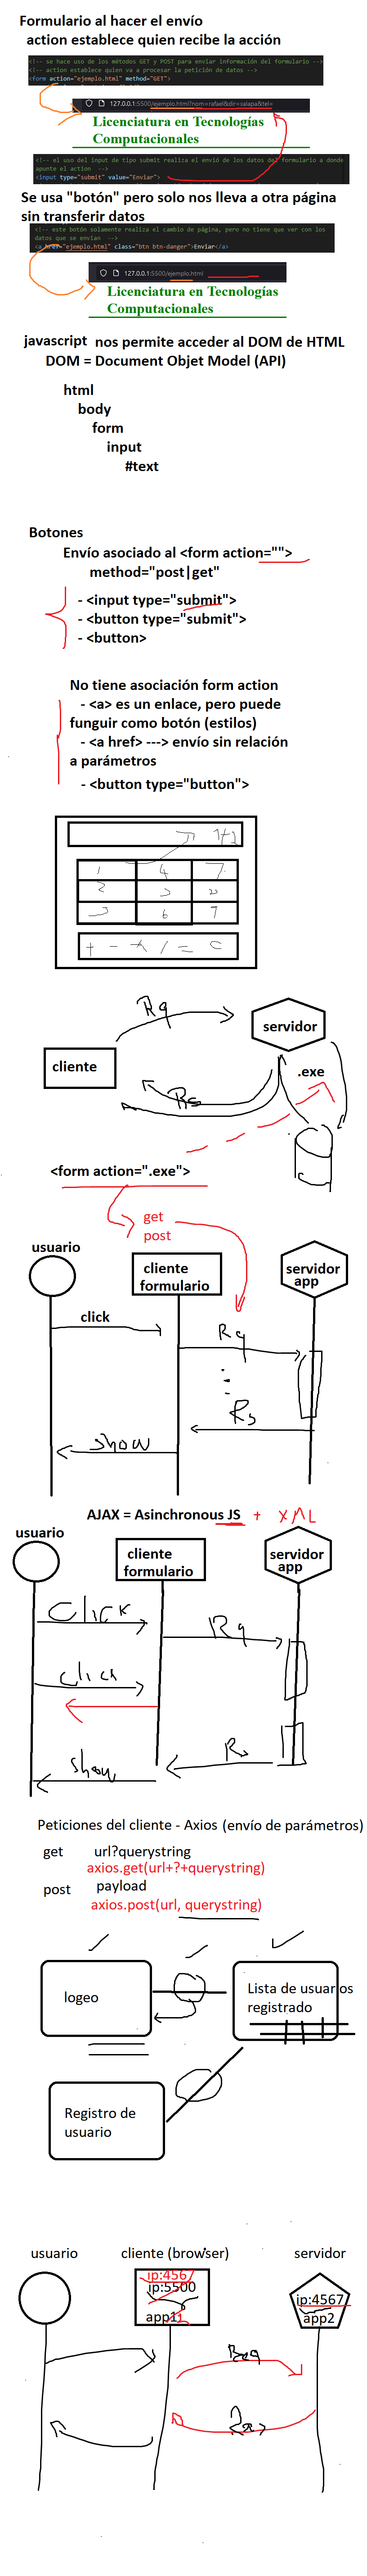 Formulario al hacer el envío
action establece quien recibe la acción
<!-- se hace uso de los métodos GET y POST para enviar información del formulario -->
<!-- action establece quien va a procesar la petición de datos -->
<form action="ejemplo.html" method="GET">
127.0.0.1:5500/ejemplo.html?nom=rafael&dir=xalapa&tel=
Licenciatura en Tecnologías
Computacionales
<!-- el uso del input de tipo submit realiza el envió de los datos del formulario a donde
apunte el action -->
<input type="submit" value="Enviar">
Se usa "botón" pero solo nos lleva a otra página
sin transferir datos
<!-- este botón solamente realiza el cambio de página, pero no tiene que ver con los
datos que se envían -->
<a href="ejemplo.html" class="btn btn-danger">Enviar</a>
127.0.0.1:5500/ejemplo.html
Licenciatura en Tecnologías
Computacionales
javascript nos permite acceder al DOM de HTML
DOM = Document Objet Model (API)
html
body
form
input
#text
Botones
Envío asociado al <form action="">
method="post|get"
- <input type="submit">
- <button type="submit">
- <button>
No tiene asociación form action
- <a> es un enlace, pero puede
funguir como botón (estilos)
- <a href> ---> envío sin relación
a parámetros
- <button type="button">
1+2
1 4 7
2
3 6
+ - x / = C
Rq
servidor
cliente
.exe
Rs
<form action=".exe">
get
post
usuario
cliente
formulario
servidor
app
click
Rq
Rs
show
AJAX = Asinchronous JS + XML
usuario
cliente
formulario
servidor
app
Click
Rq
click
Rs
show
Peticiones del cliente - Axios (envío de parámetros)
get url?querystring
axios.get(url+?+querystring)
post payload
axios.post(url, querystring)
logeo
Lista de usuarios
registrado
Registro de
usuario
usuario cliente (browser) servidor
ip:4567
ip:5500
app1
ip:4567
app2
Req